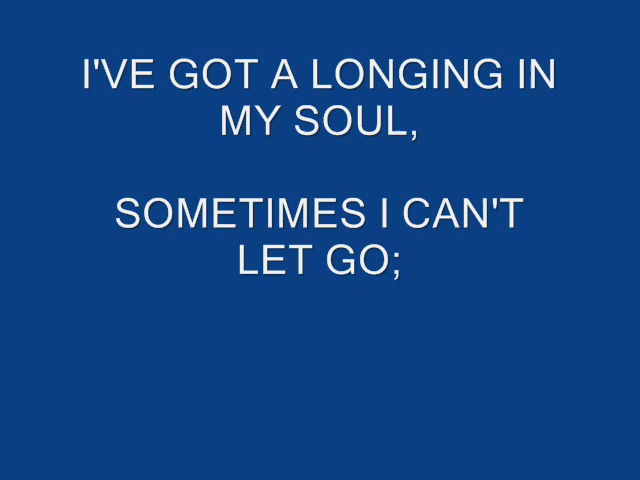 I'VE GOT A LONGING IN
MY SOUL,
SOMETIMES I CAN'T
LET GO;